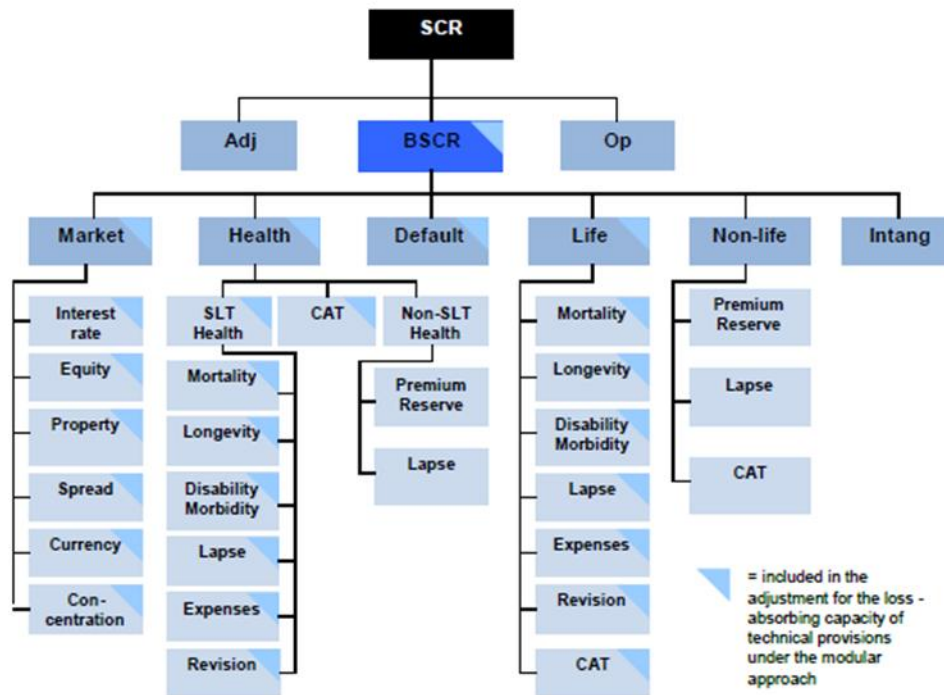 SCR
Adj
BSCR
Op
Market
Health
Default
Life
Non-life
Intang
Interest
rate
Equity
Property
Spread
Currency
Con-
centration
SLT
Health
CAT
Non-SLT
Health
Mortality
Longevity
Disability
Morbidity
Lapse
Expenses
Revision
Premium
Reserve
Lapse
Mortality
Longevity
Disability
Morbidity
Lapse
Expenses
Revision
CAT
Premium
Reserve
Lapse
CAT
= included in the
adjustment for the loss -
absorbing capacity of
technical provisions
under the modular
approach